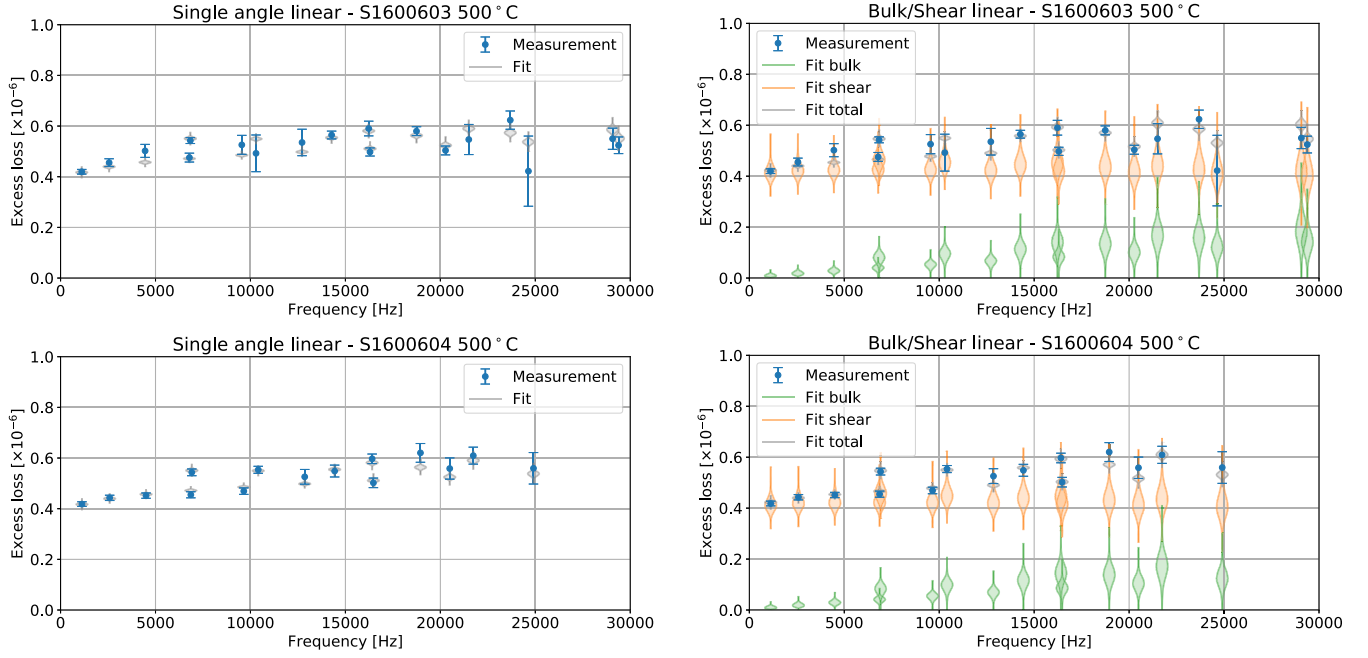 Single angle linear - S1600603 500°C
Excess loss [×10⁻⁶]
1.0
0.8
0.6
0.4
0.2
0.0
Measurement
Fit
0 5000 10000 15000 20000 25000 30000
Frequency [Hz]
Bulk/Shear linear - S1600603 500°C
Excess loss [×10⁻⁶]
1.0
0.8
0.6
0.4
0.2
0.0
Measurement
Fit bulk
Fit shear
Fit total
0 5000 10000 15000 20000 25000 30000
Frequency [Hz]
Single angle linear - S1600604 500°C
Excess loss [×10⁻⁶]
1.0
0.8
0.6
0.4
0.2
0.0
Measurement
Fit
0 5000 10000 15000 20000 25000 30000
Frequency [Hz]
Bulk/Shear linear - S1600604 500°C
Excess loss [×10⁻⁶]
1.0
0.8
0.6
0.4
0.2
0.0
Measurement
Fit bulk
Fit shear
Fit total
0 5000 10000 15000 20000 25000 30000
Frequency [Hz]